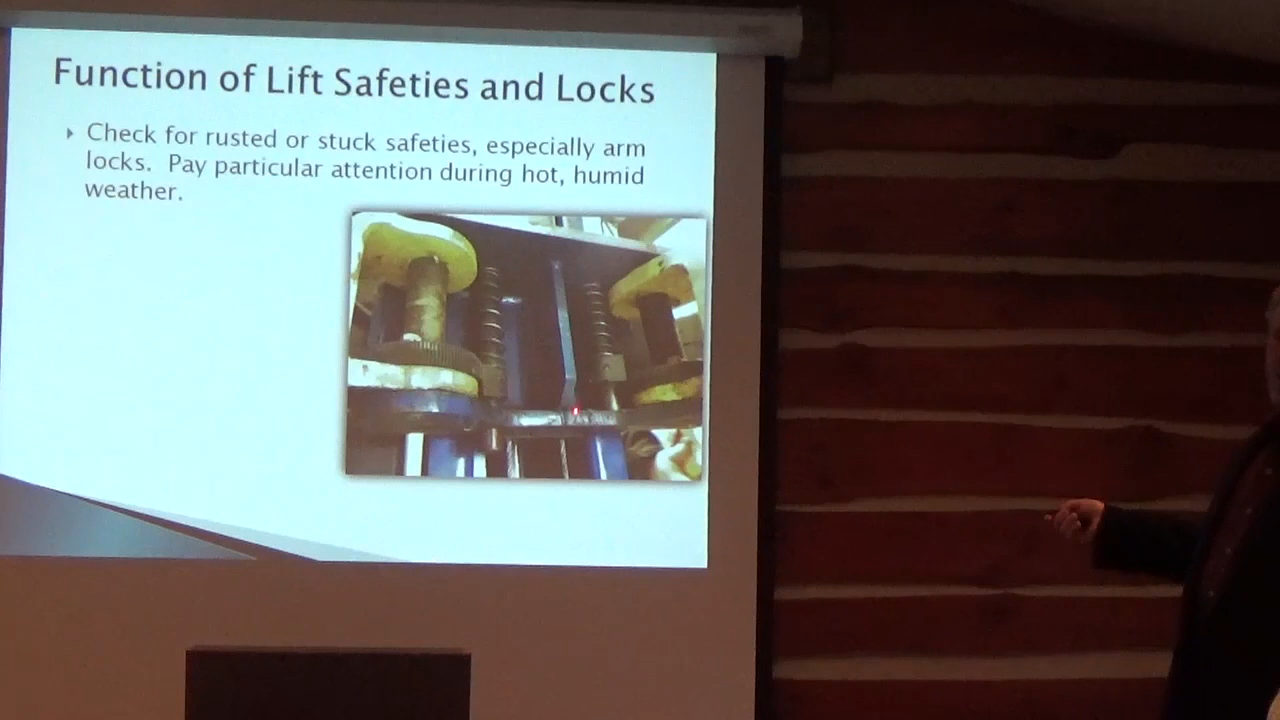 Function of Lift Safeties and Locks
Check for rusted or stuck safeties, especially arm
locks. Pay particular attention during hot, humid
weather.